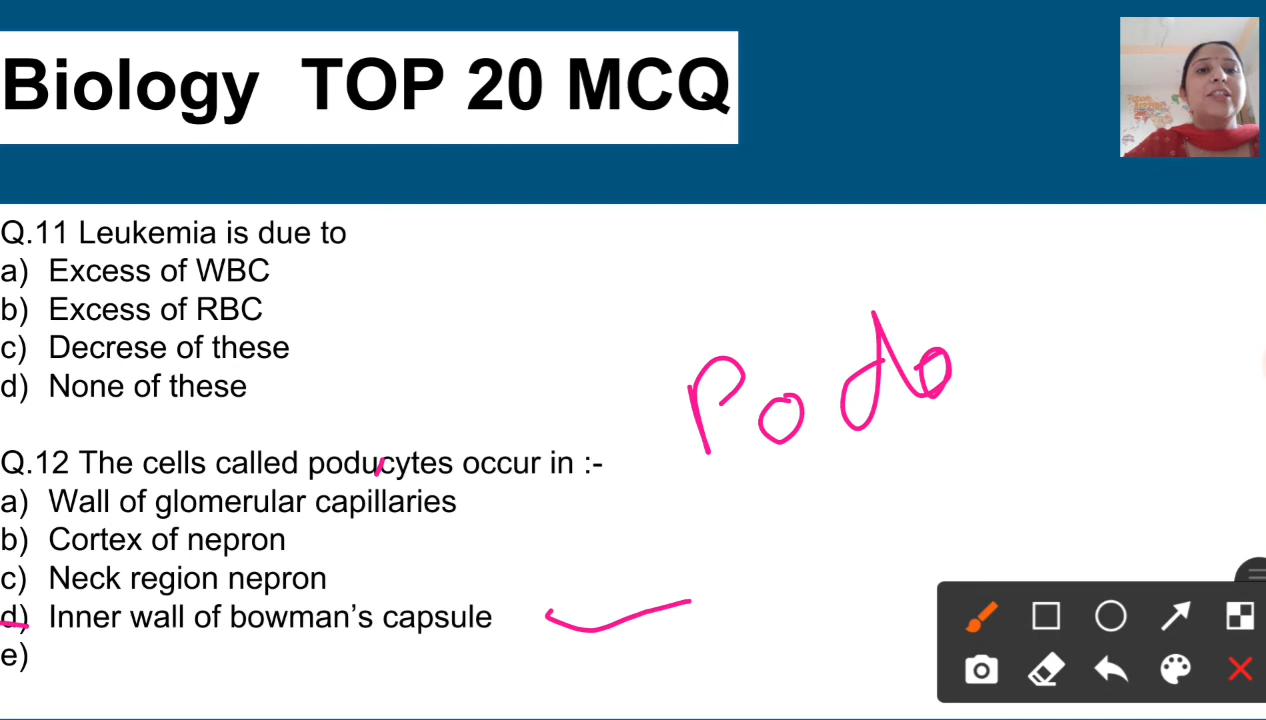 Biology TOP 20 MCQ
Q.11 Leukemia is due to
a) Excess of WBC
b) Excess of RBC
c) Decrese of these
d) None of these
Podo
Q.12 The cells called poducytes occur in :-
a) Wall of glomerular capillaries
b) Cortex of nepron
c) Neck region nepron
d) Inner wall of bowman’s capsule
e)